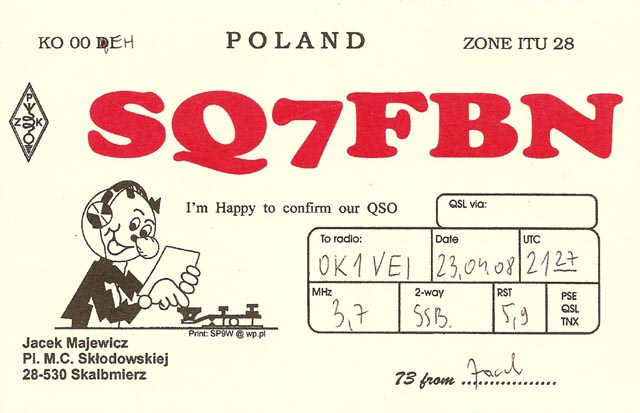 KO 00 DEH
POLAND
ZONE ITU 28
P Z K
SQ7FBN
I'm Happy to confirm our QSO
QSL via:
To radio: Date UTC
OK1VEI 23,04.08 2127
MHz 2-way RST PSE
3,7 SSB. 5,9 QSL
TNX
Print: SP9W @ wp.pl
Jacek Majewicz
Pl. M.C. Skłodowskiej
28-530 Skalbmierz
73 from ................